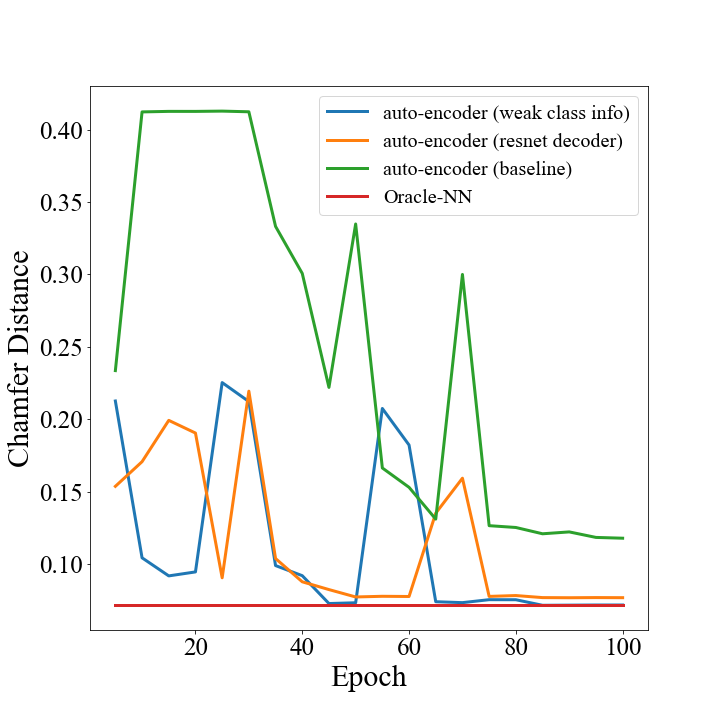 auto-encoder (weak class info)
auto-encoder (resnet decoder)
auto-encoder (baseline)
Oracle-NN
Chamfer Distance
0.40
0.35
0.30
0.25
0.20
0.15
0.10
20 40 60 80 100
Epoch